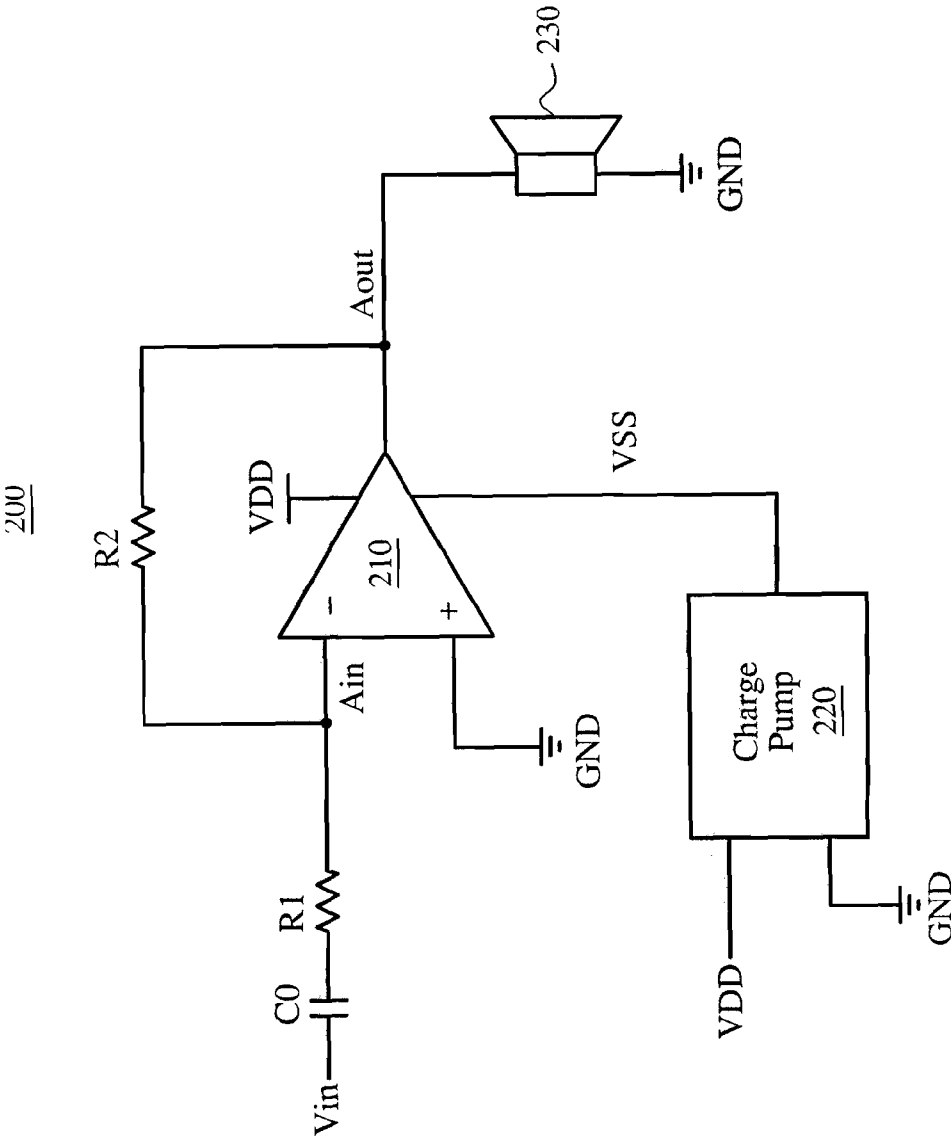 200
R2
VDD
210
-
+
Ain
Aout
230
GND
Vin
C0
R1
GND
VSS
VDD
Charge
Pump
220
GND